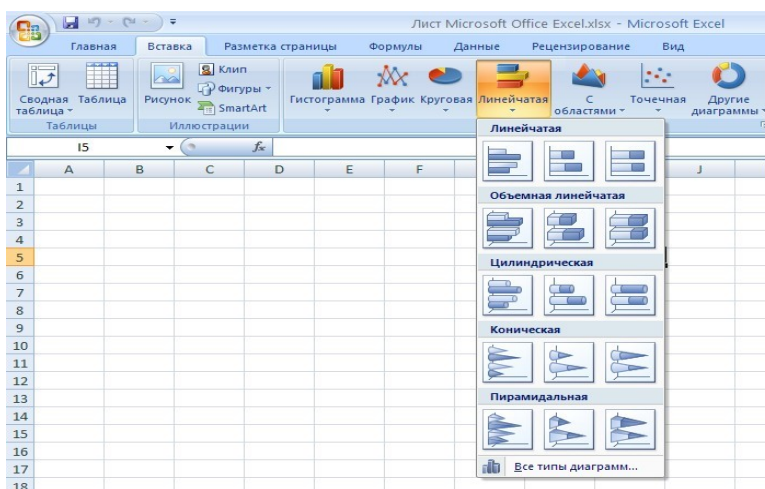 Лист Microsoft Office Excel.xlsx - Microsoft Excel
Главная Вставка Разметка страницы Формулы Данные Рецензирование Вид
Сводная таблица Таблица Рисунок Клип Фигуры SmartArt Гистограмма График Круговая Линейчатая С областями Точечная Другие диаграммы
Таблицы Иллюстрации
I5 fx
A B C D E F J
Линейчатая
Объемная линейчатая
Цилиндрическая
Коническая
Пирамидальная
Все типы диаграмм...
1
2
3
4
5
6
7
8
9
10
11
12
13
14
15
16
17
18